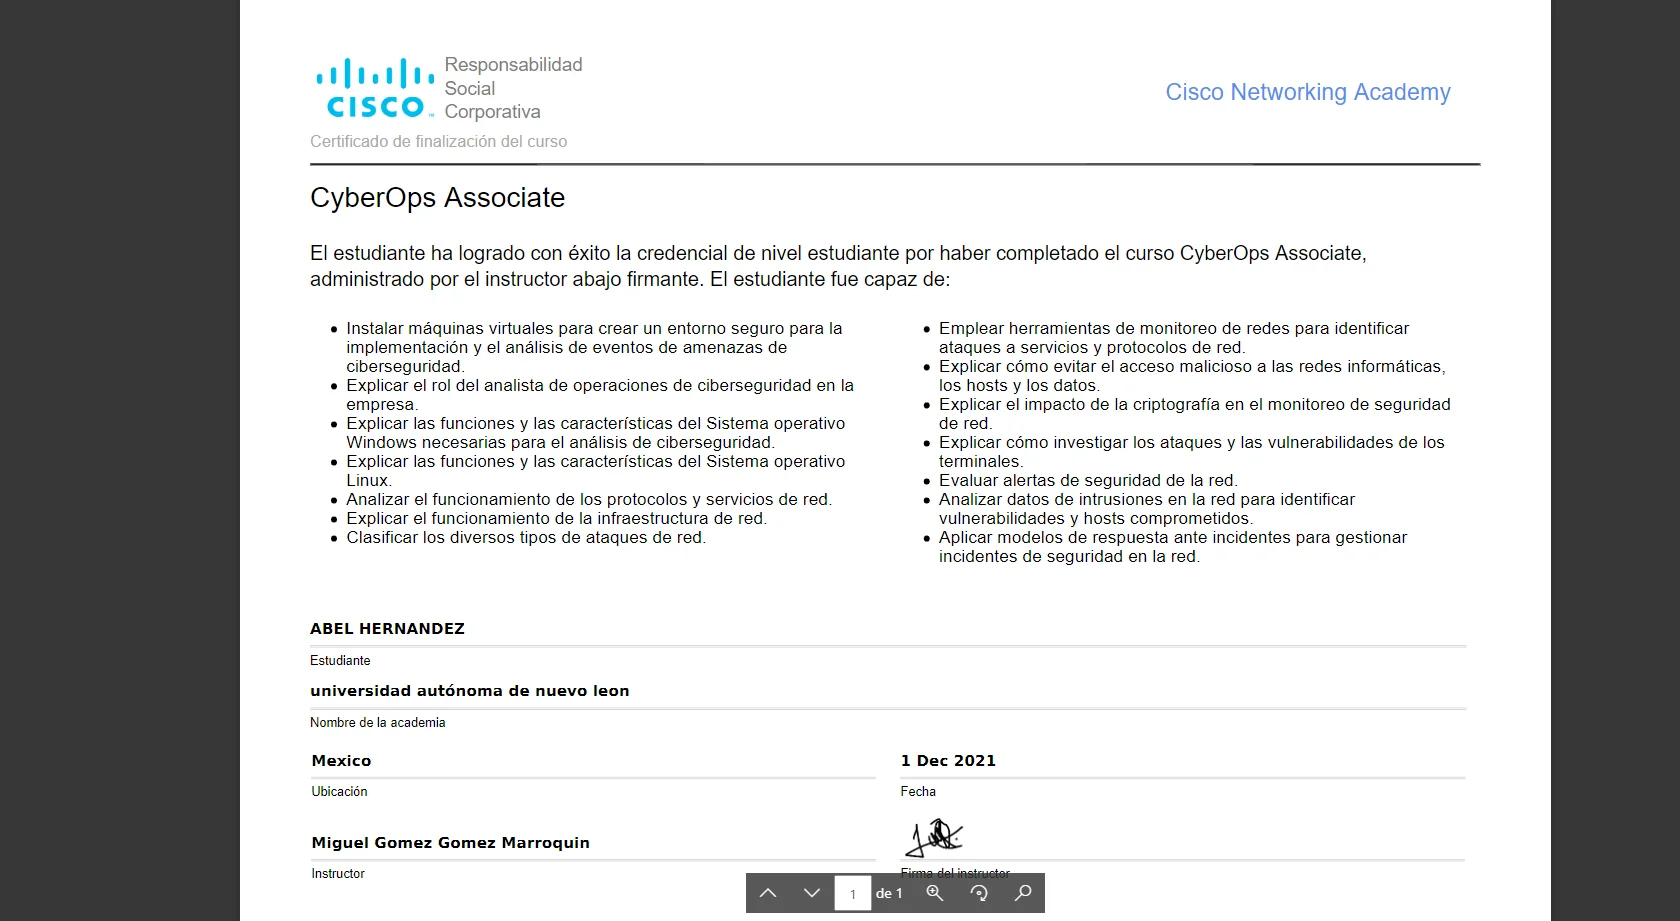 CISCO
Responsabilidad
Social
Corporativa
Cisco Networking Academy
Certificado de finalización del curso
CyberOps Associate
El estudiante ha logrado con éxito la credencial de nivel estudiante por haber completado el curso CyberOps Associate,
administrado por el instructor abajo firmante. El estudiante fue capaz de:
Instalar máquinas virtuales para crear un entorno seguro para la
implementación y el análisis de eventos de amenazas de
ciberseguridad.
Explicar el rol del analista de operaciones de ciberseguridad en la
empresa.
Explicar las funciones y las características del Sistema operativo
Windows necesarias para el análisis de ciberseguridad.
Explicar las funciones y las características del Sistema operativo
Linux.
Analizar el funcionamiento de los protocolos y servicios de red.
Explicar el funcionamiento de la infraestructura de red.
Clasificar los diversos tipos de ataques de red.
Emplear herramientas de monitoreo de redes para identificar
ataques a servicios y protocolos de red.
Explicar cómo evitar el acceso malicioso a las redes informáticas,
los hosts y los datos.
Explicar el impacto de la criptografía en el monitoreo de seguridad
de red.
Explicar cómo investigar los ataques y las vulnerabilidades de los
terminales.
Evaluar alertas de seguridad de la red.
Analizar datos de intrusiones en la red para identificar
vulnerabilidades y hosts comprometidos.
Aplicar modelos de respuesta ante incidentes para gestionar
incidentes de seguridad en la red.
ABEL HERNANDEZ
Estudiante
universidad autónoma de nuevo leon
Nombre de la academia
Mexico
Ubicación
1 Dec 2021
Fecha
Miguel Gomez Gomez Marroquin
Instructor
Firma del instructor
1 de 1